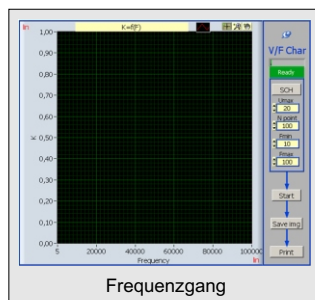 In
K=f(F)
1,00
0,90
0,80
0,70
0,60
0,50
0,40
0,30
0,20
0,10
0,00
K
5
20000
40000
60000
80000
100000
Frequency
In
V/F Char
Ready
SCH
Umax
20
N point
100
Fmin
10
Fmax
100
Start
Save img
Print
Frequenzgang